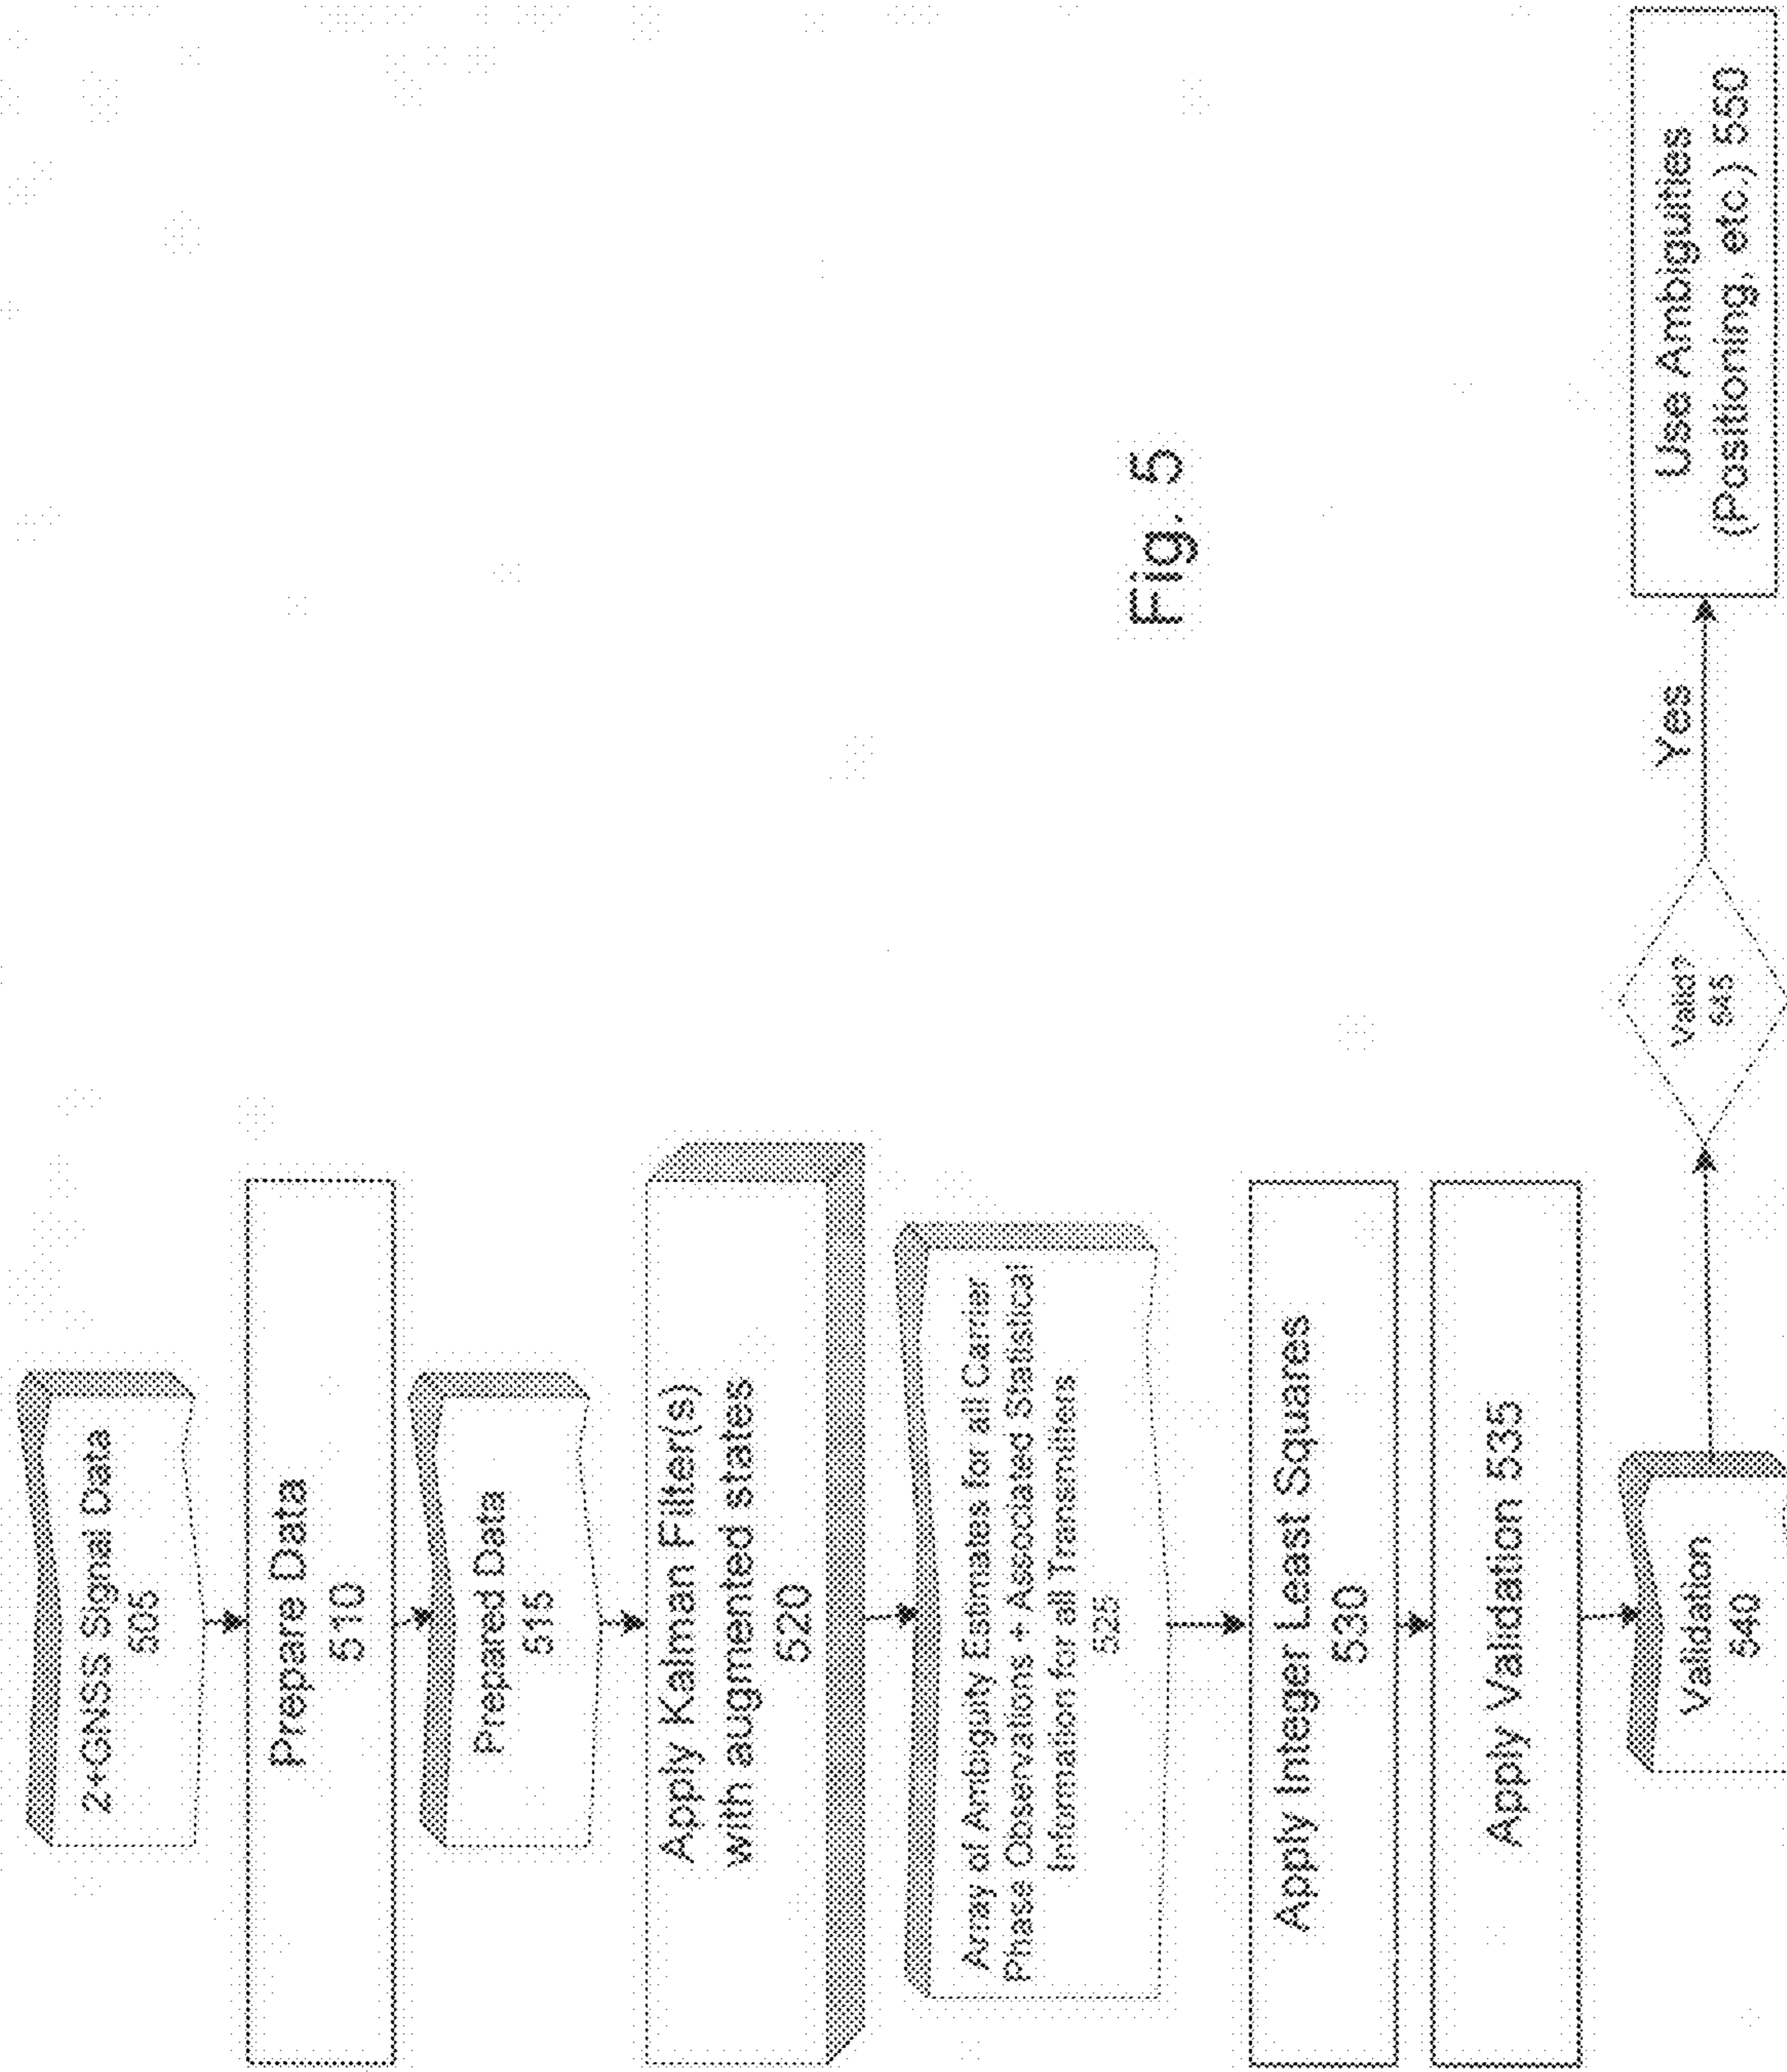 2+GNSS Signal Data
505
Prepare Data
510
Prepared Data
515
Apply Kalman Filter(s)
with augmented states
520
Array of Ambiguity Estimates for all Carrier
Phase Observations + Associated Statistical
Information for all Transmitters
525
Apply Integer Least Squares
530
Apply Validation 535
Validation
540
Valid?
545
Yes
Use Ambiguities
(Positioning, etc.) 550
Fig. 5